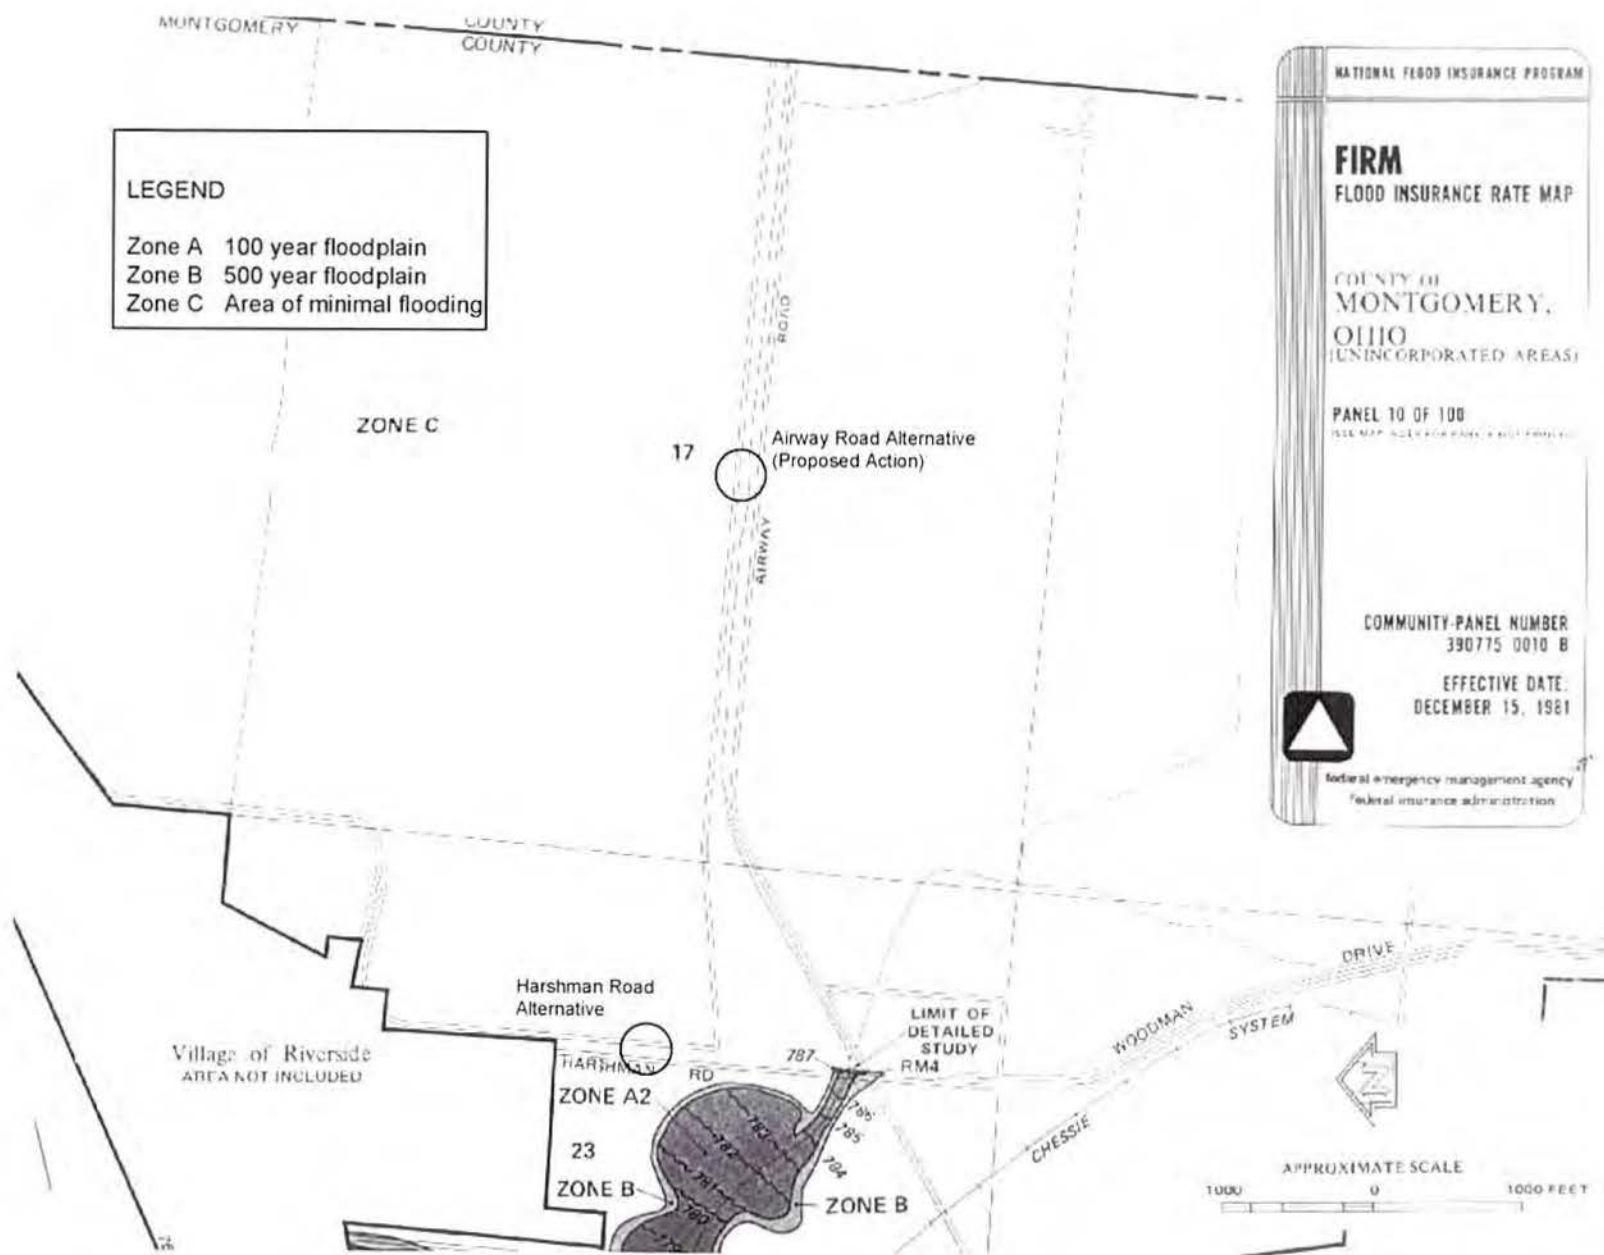 MONTGOMERY
COUNTY
COUNTY
LEGEND
Zone A 100 year floodplain
Zone B 500 year floodplain
Zone C Area of minimal flooding
ZONE C
17
ROAD
Airway Road Alternative
(Proposed Action)
AIRWAY
NATIONAL FLOOD INSURANCE PROGRAM
FIRM
FLOOD INSURANCE RATE MAP
COUNTY OF
MONTGOMERY,
OHIO
(UNINCORPORATED AREAS)
PANEL 10 OF 100
COMMUNITY-PANEL NUMBER
390775 0010 B
EFFECTIVE DATE:
DECEMBER 15, 1981
federal emergency management agency
federal insurance administration
Harshman Road
Alternative
Village of Riverside
AREA NOT INCLUDED
HARSHMAN RD
ZONE A2
23
ZONE B
787
LIMIT OF
DETAILED
STUDY
RM4
786
785
784
783
782
781
780
ZONE B
WOODMAN DRIVE
CHESSIE SYSTEM
N
APPROXIMATE SCALE
1000 0 1000 FEET